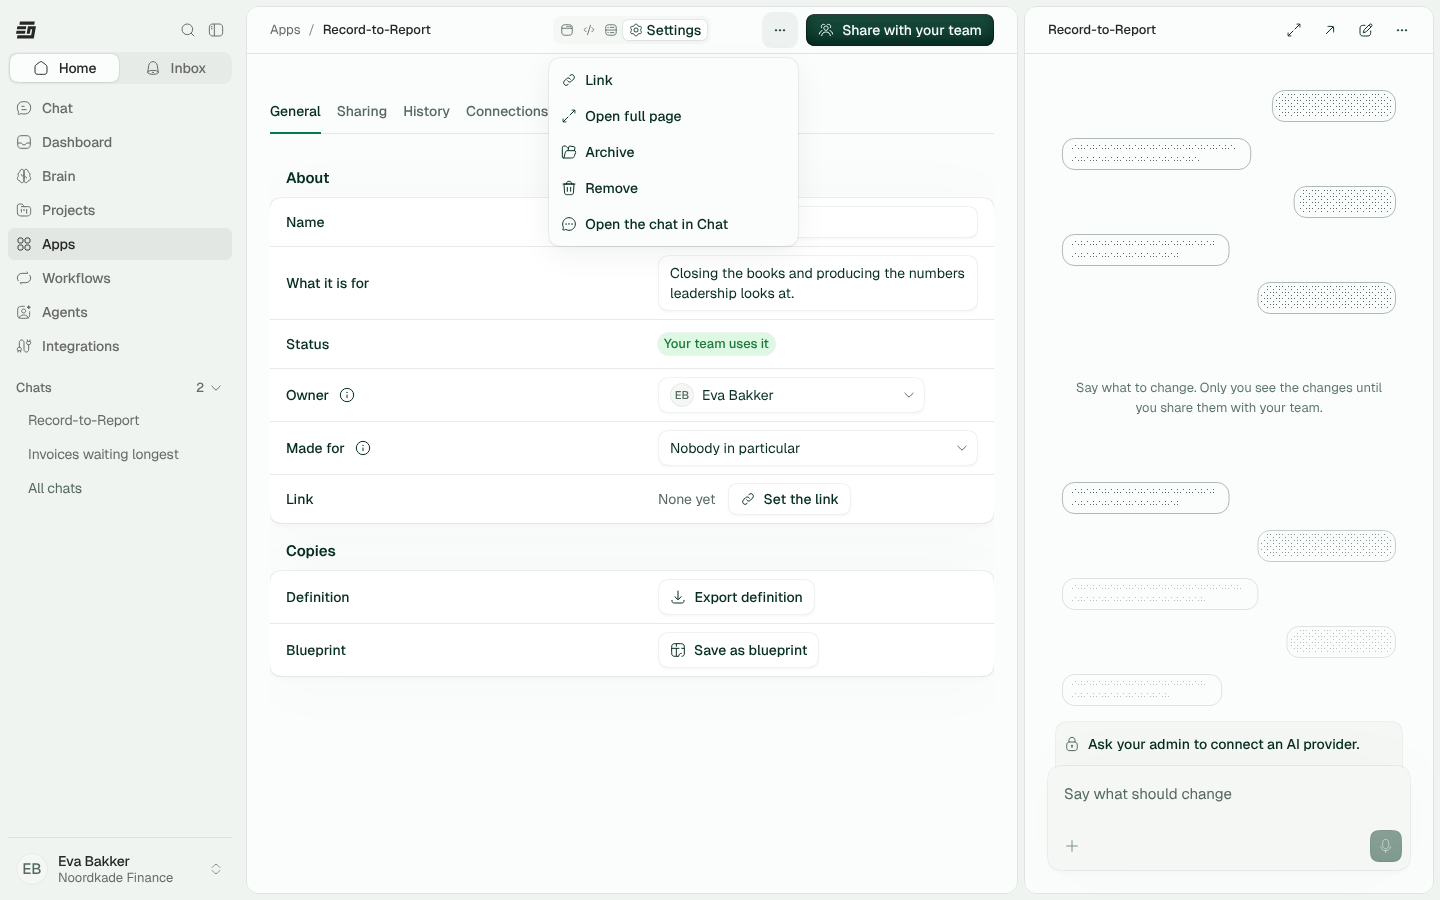 Home
Inbox
Chat
Dashboard
Brain
Projects
Apps
Workflows
Agents
Integrations
Chats 2
Record-to-Report
Invoices waiting longest
All chats
EB
Eva Bakker
Noordkade Finance
Apps / Record-to-Report
Settings
Share with your team
Link
Open full page
Archive
Remove
Open the chat in Chat
General
Sharing
History
Connections
About
Name
What it is for
Closing the books and producing the numbers
leadership looks at.
Status
Your team uses it
Owner
EB Eva Bakker
Made for
Nobody in particular
Link
None yet
Set the link
Copies
Definition
Export definition
Blueprint
Save as blueprint
Record-to-Report
Say what to change. Only you see the changes until
you share them with your team.
Ask your admin to connect an AI provider.
Say what should change